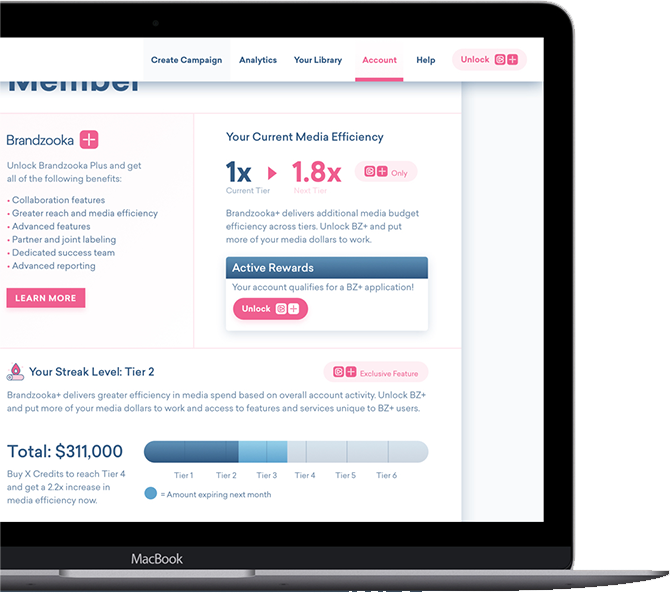 Create Campaign Analytics Your Library Account Help Unlock
Member
Brandzooka
Unlock Brandzooka Plus and get
all of the following benefits:
• Collaboration features
• Greater reach and media efficiency
• Advanced features
• Partner and joint labeling
• Dedicated success team
• Advanced reporting
LEARN MORE
Your Current Media Efficiency
1x 1.8x Only
Current Tier Next Tier
Brandzooka+ delivers additional media budget
efficiency across tiers. Unlock BZ+ and put
more of your media dollars to work.
Active Rewards
Your account qualifies for a BZ+ application!
Unlock
Your Streak Level: Tier 2
Exclusive Feature
Brandzooka+ delivers greater efficiency in media spend based on overall account activity. Unlock BZ+
and put more of your media dollars to work and access to features and services unique to BZ+ users.
Total: $311,000
Buy X Credits to reach Tier 4
and get a 2.2x increase in
media efficiency now.
Tier 1 Tier 2 Tier 3 Tier 4 Tier 5 Tier 6
= Amount expiring next month
MacBook